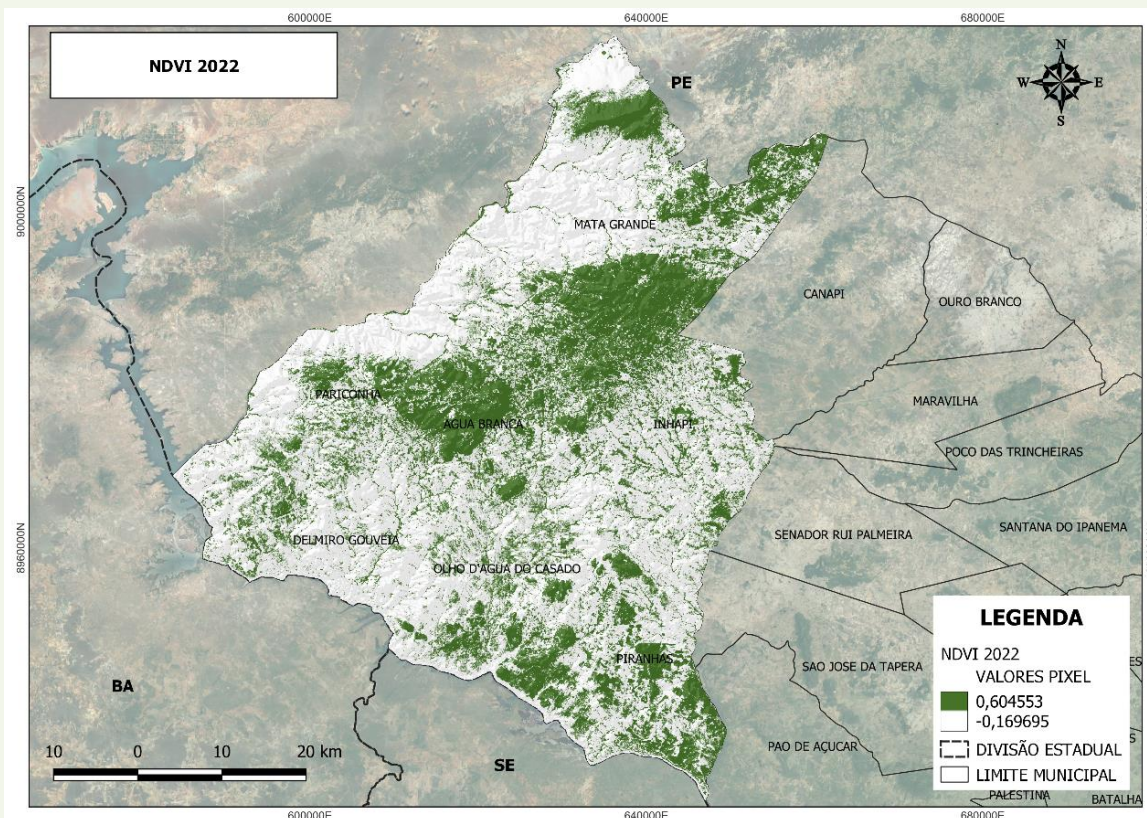 600000E
640000E
680000E
NDVI 2022
PE
N
W
E
S
9000000N
MATA GRANDE
CANAPI
OURO BRANCO
PARICONHA
MARAVILHA
AGUA BRANCA
INHAPI
POCO DAS TRINCHEIRAS
SENADOR RUI PALMEIRA
SANTANA DO IPANEMA
DELMIRO GOUVEIA
8960000N
OLHO D'AGUA DO CASADO
PIRANHAS
SAO JOSE DA TAPERA
BA
SE
PAO DE AÇUCAR
10 0 10 20 km
LEGENDA
NDVI 2022
VALORES PIXEL
0,604553
-0,169695
DIVISÃO ESTADUAL
LIMITE MUNICIPAL
ES
S
PALESTINA
BATALHA
600000E
640000E
680000E